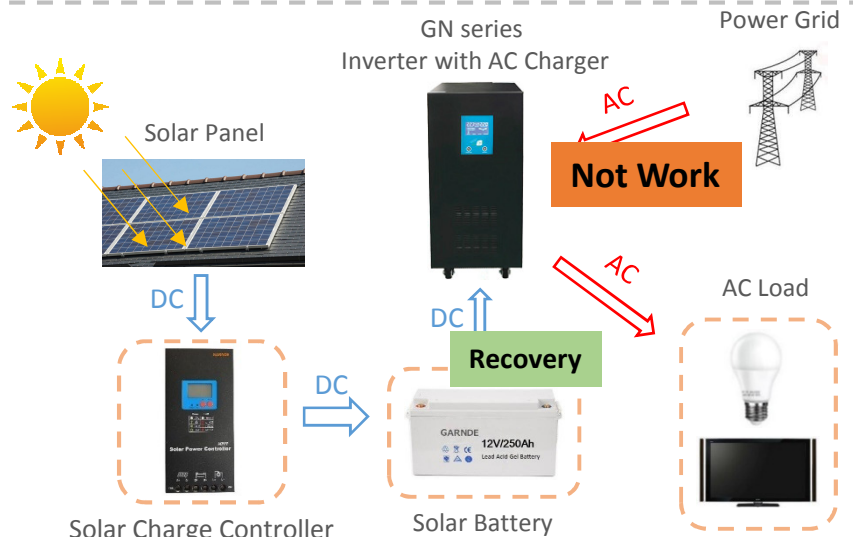 GN series
Inverter with AC Charger
Power Grid
AC
Solar Panel
Not Work
AC
AC Load
DC
DC
Recovery
DC
GARNDE
12V/250Ah
Lead Acid Gel Battery
Solar Power Controller
Solar Charge Controller
Solar Battery